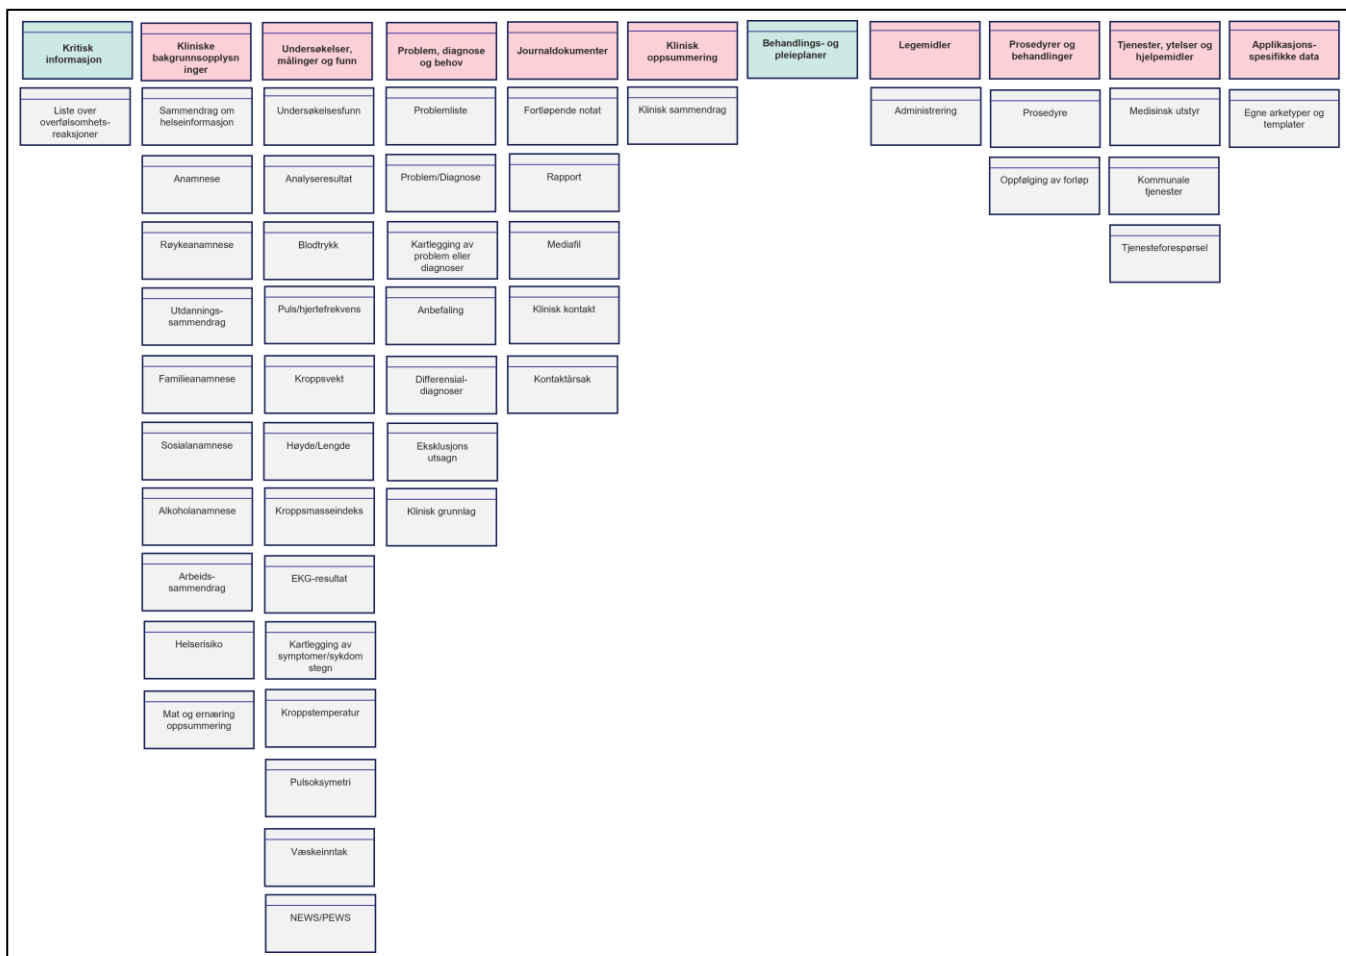 Kritisk
informasjon
Liste over
overfølsomhets-
reaksjoner
Kliniske
bakgrunnsopplysn
inger
Sammendrag om
helseinformasjon
Anamnese
Røykeanamnese
Utdannings-
sammendrag
Familieanamnese
Sosialanamnese
Alkoholanamnese
Arbeids-
sammendrag
Helserisiko
Mat og ernæring
oppsummering
Undersøkelser,
målinger og funn
Undersøkelsesfunn
Analyseresultat
Blodtrykk
Puls/hjertefrekvens
Kroppsvekt
Høyde/Lengde
Kroppsmasseindeks
EKG-resultat
Kartlegging av
symptomer/sykdom
stegn
Kroppstemperatur
Pulsoksymetri
Væskeinntak
NEWS/PEWS
Problem, diagnose
og behov
Problemliste
Problem/Diagnose
Kartlegging av
problem eller
diagnoser
Anbefaling
Differensial-
diagnoser
Eksklusjons
utsagn
Klinisk grunnlag
Journaldokumenter
Fortløpende notat
Rapport
Mediafil
Klinisk kontakt
Kontaktårsak
Klinisk
oppsummering
Klinisk sammendrag
Behandlings- og
pleieplaner
Legemidler
Administrering
Prosedyrer og
behandlinger
Prosedyre
Oppfølging av forløp
Tjenester, ytelser og
hjelpemidler
Medisinsk utstyr
Kommunale
tjenester
Tjenesteforespørsel
Applikasjons-
spesifikke data
Egne arketyper og
templater